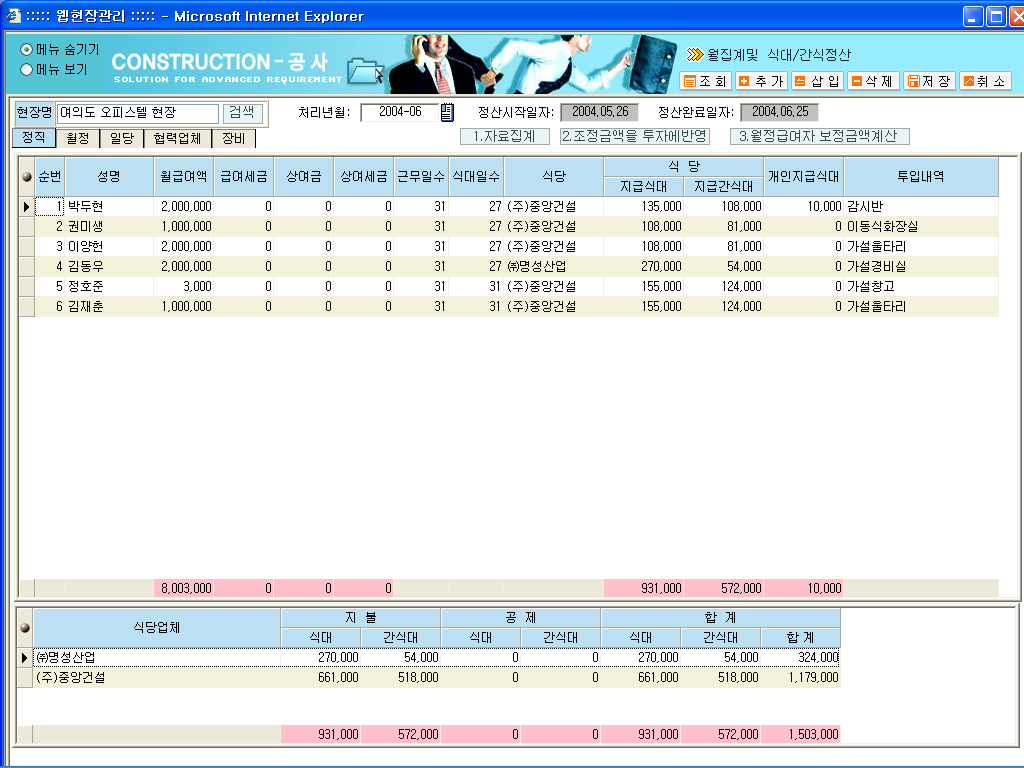 ::::: 웹현장관리 ::::: - Microsoft Internet Explorer
메뉴 숨기기
메뉴 보기
CONSTRUCTION - 공사
SOLUTION FOR ADVANCED REQUIREMENT
월집계및 식대/간식정산
조 회 추 가 삽 입 삭 제 저 장 취 소
현장명 여의도 오피스텔 현장 검색 처리년월: 2004-06 정산시작일자: 2004,05,26 정산완료일자: 2004,06,25
정직 월정 일당 협력업체 장비 1.자료집계 2.조정금액을 투자에반영 3.월정급여자 보정금액계산
순번 성명 월급여액 급여세금 상여금 상여세금 근무일수 식대일수 식당 식 당 개인지급식대 투입내역
지급식대 지급간식대
1 박두현 2,000,000 0 0 0 31 27 (주)중앙건설 135,000 108,000 10,000 감시반
2 권미생 1,000,000 0 0 0 31 27 (주)중앙건설 108,000 81,000 0 이동식화장실
3 이양헌 2,000,000 0 0 0 31 27 (주)중앙건설 108,000 81,000 0 가설울타리
4 김동우 2,000,000 0 0 0 31 27 ㈜명성산업 270,000 54,000 0 가설경비실
5 정호준 3,000 0 0 0 31 31 (주)중앙건설 155,000 124,000 0 가설창고
6 김재훈 1,000,000 0 0 0 31 31 (주)중앙건설 155,000 124,000 0 가설울타리
8,003,000 0 0 0 931,000 572,000 10,000
식당업체 지 불 공 제 합 계
식대 간식대 식대 간식대 식대 간식대 합 계
㈜명성산업 270,000 54,000 0 0 270,000 54,000 324,000
(주)중앙건설 661,000 518,000 0 0 661,000 518,000 1,179,000
931,000 572,000 0 0 931,000 572,000 1,503,000